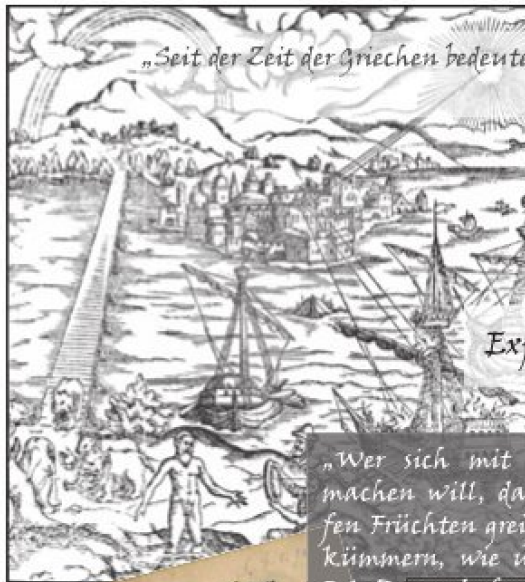 „Seit der Zeit der Griechen bedeute
Ex
„Wer sich mit
machen will, da
fen Früchten grei
kümmern, wie u